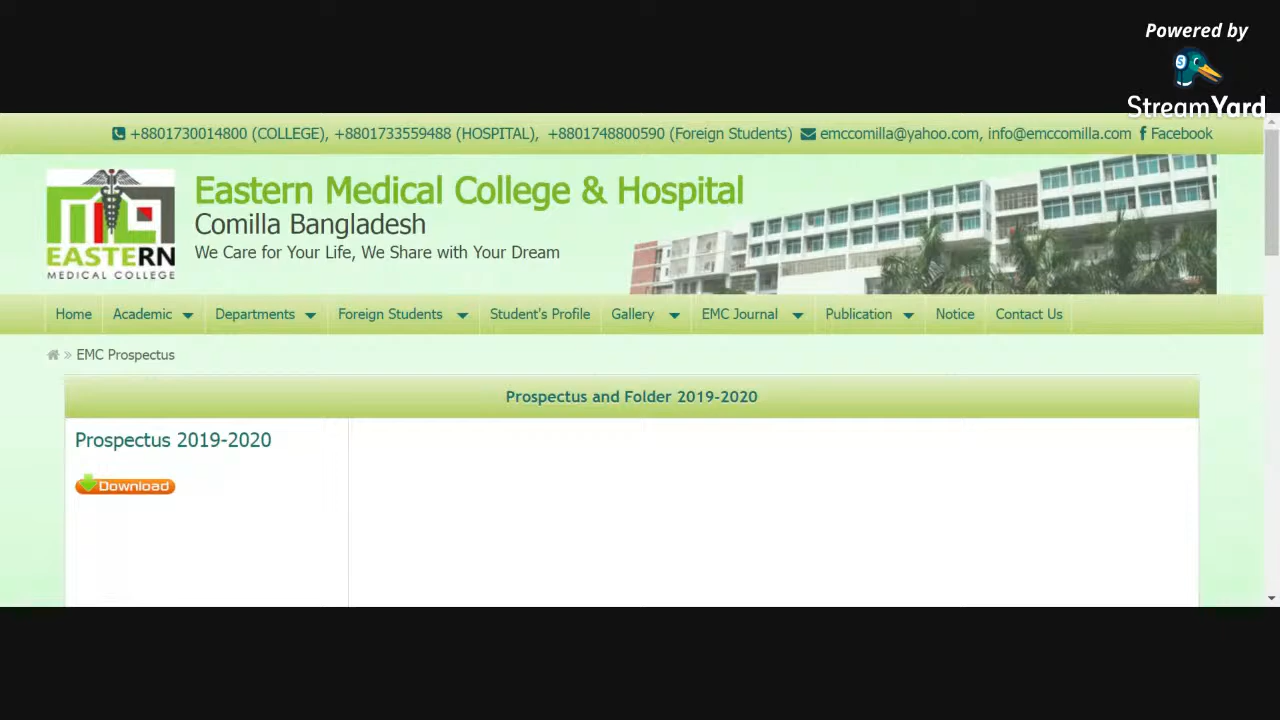 Powered by
StreamYard
+8801730014800 (COLLEGE), +8801733559488 (HOSPITAL), +8801748800590 (Foreign Students) emccomilla@yahoo.com, info@emccomilla.com Facebook
EASTERN
MEDICAL COLLEGE
Eastern Medical College & Hospital
Comilla Bangladesh
We Care for Your Life, We Share with Your Dream
Home Academic Departments Foreign Students Student's Profile Gallery EMC Journal Publication Notice Contact Us
» EMC Prospectus
Prospectus and Folder 2019-2020
Prospectus 2019-2020
Download